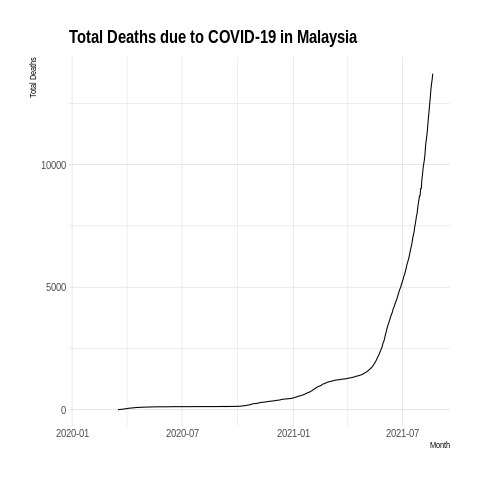 Total Deaths due to COVID-19 in Malaysia
Total Deaths
10000
5000
0
2020-01 2020-07 2021-01 2021-07
Month